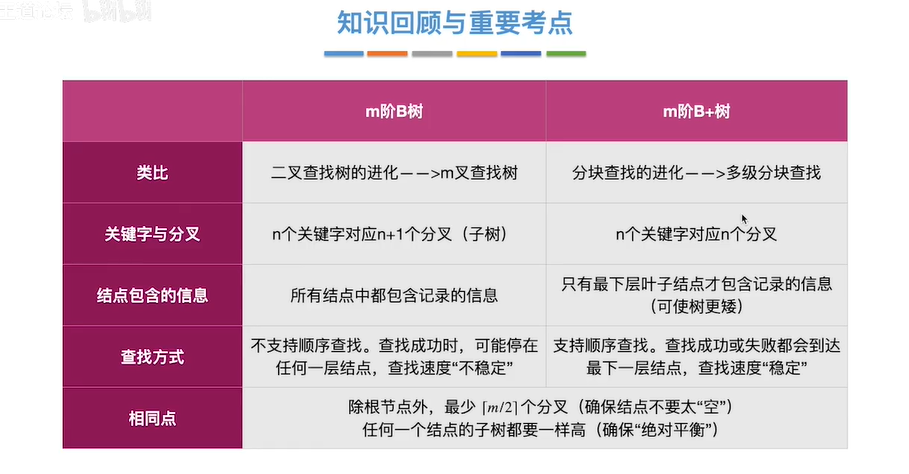 知识回顾与重要考点
m阶B树
m阶B+树
类比
二叉查找树的进化——>m叉查找树
分块查找的进化——>多级分块查找
关键字与分叉
n个关键字对应n+1个分叉（子树）
n个关键字对应n个分叉
结点包含的信息
所有结点中都包含记录的信息
只有最下层叶子结点才包含记录的信息
（可使树更矮）
查找方式
不支持顺序查找。查找成功时，可能停在
任何一层结点，查找速度“不稳定”
支持顺序查找。查找成功或失败都会到达
最下一层结点，查找速度“稳定”
相同点
除根节点外，最少 ⌈m/2⌉个分叉（确保结点不要太“空”）
任何一个结点的子树都要一样高（确保“绝对平衡”）